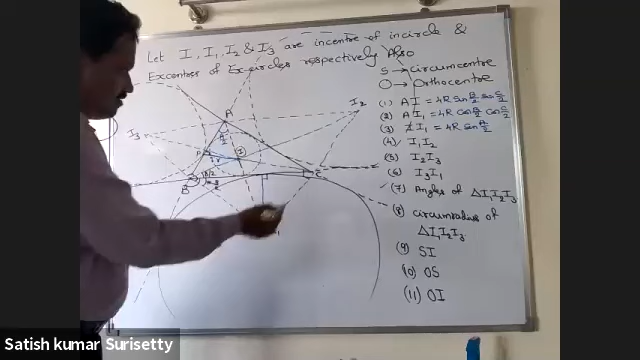 Let I, I1, I2 & I3 are incentre of incircle &
Excentres of Excircles respectively Also
S → circumcentre
O → Orthocentre
(1) AI = 4R sin B/2 sin C/2
(2) AI1 = 4R cos B/2 cos C/2
(3) II1 = 4R sin A/2
(4) I1I2
(5) I2I3
(6) I3I1
(7) Angles of ΔI1I2I3
(8) circumradius of
ΔI1I2I3
(9) SI
(10) OS
(11) OI
I2
A
I3
I
B
C
Satish kumar Surisetty